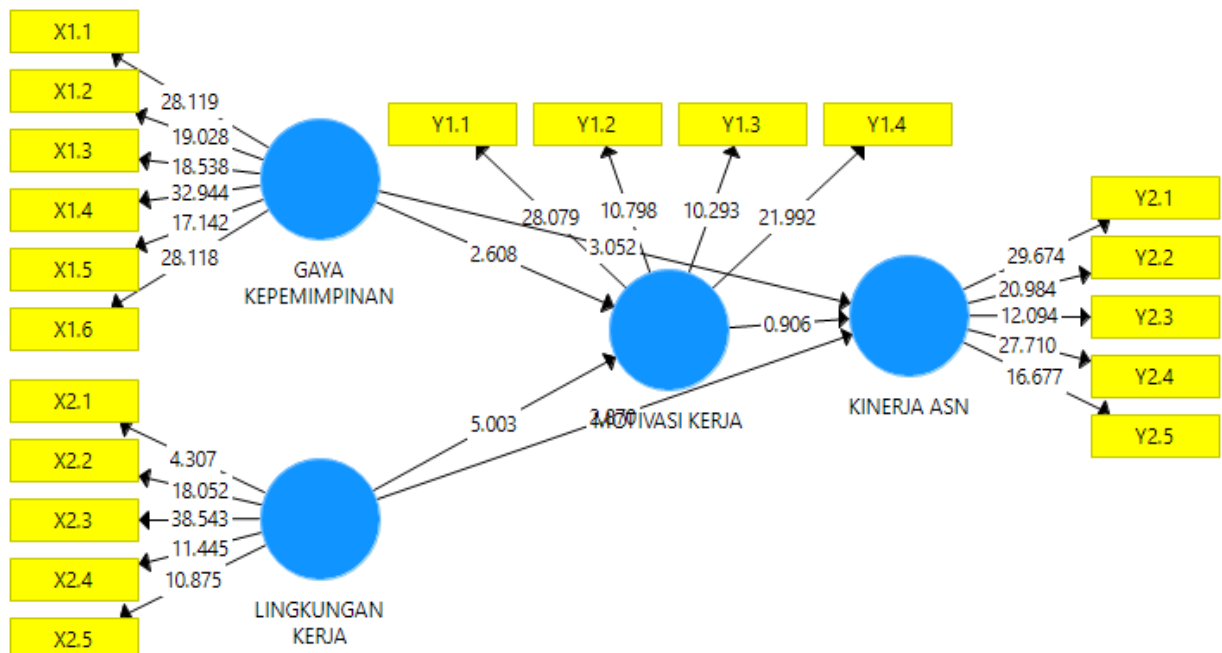 X1.1
X1.2
X1.3
X1.4
X1.5
X1.6
28.119
19.028
18.538
32.944
17.142
28.118
GAYA
KEPEMIMPINAN
Y1.1
Y1.2
Y1.3
Y1.4
28.079
10.798
10.293
21.992
3.052
2.608
0.906
5.003
MOTIVASI KERJA
KINERJA ASN
29.674
20.984
12.094
27.710
16.677
Y2.1
Y2.2
Y2.3
Y2.4
Y2.5
X2.1
X2.2
X2.3
X2.4
X2.5
4.307
18.052
38.543
11.445
10.875
LINGKUNGAN
KERJA